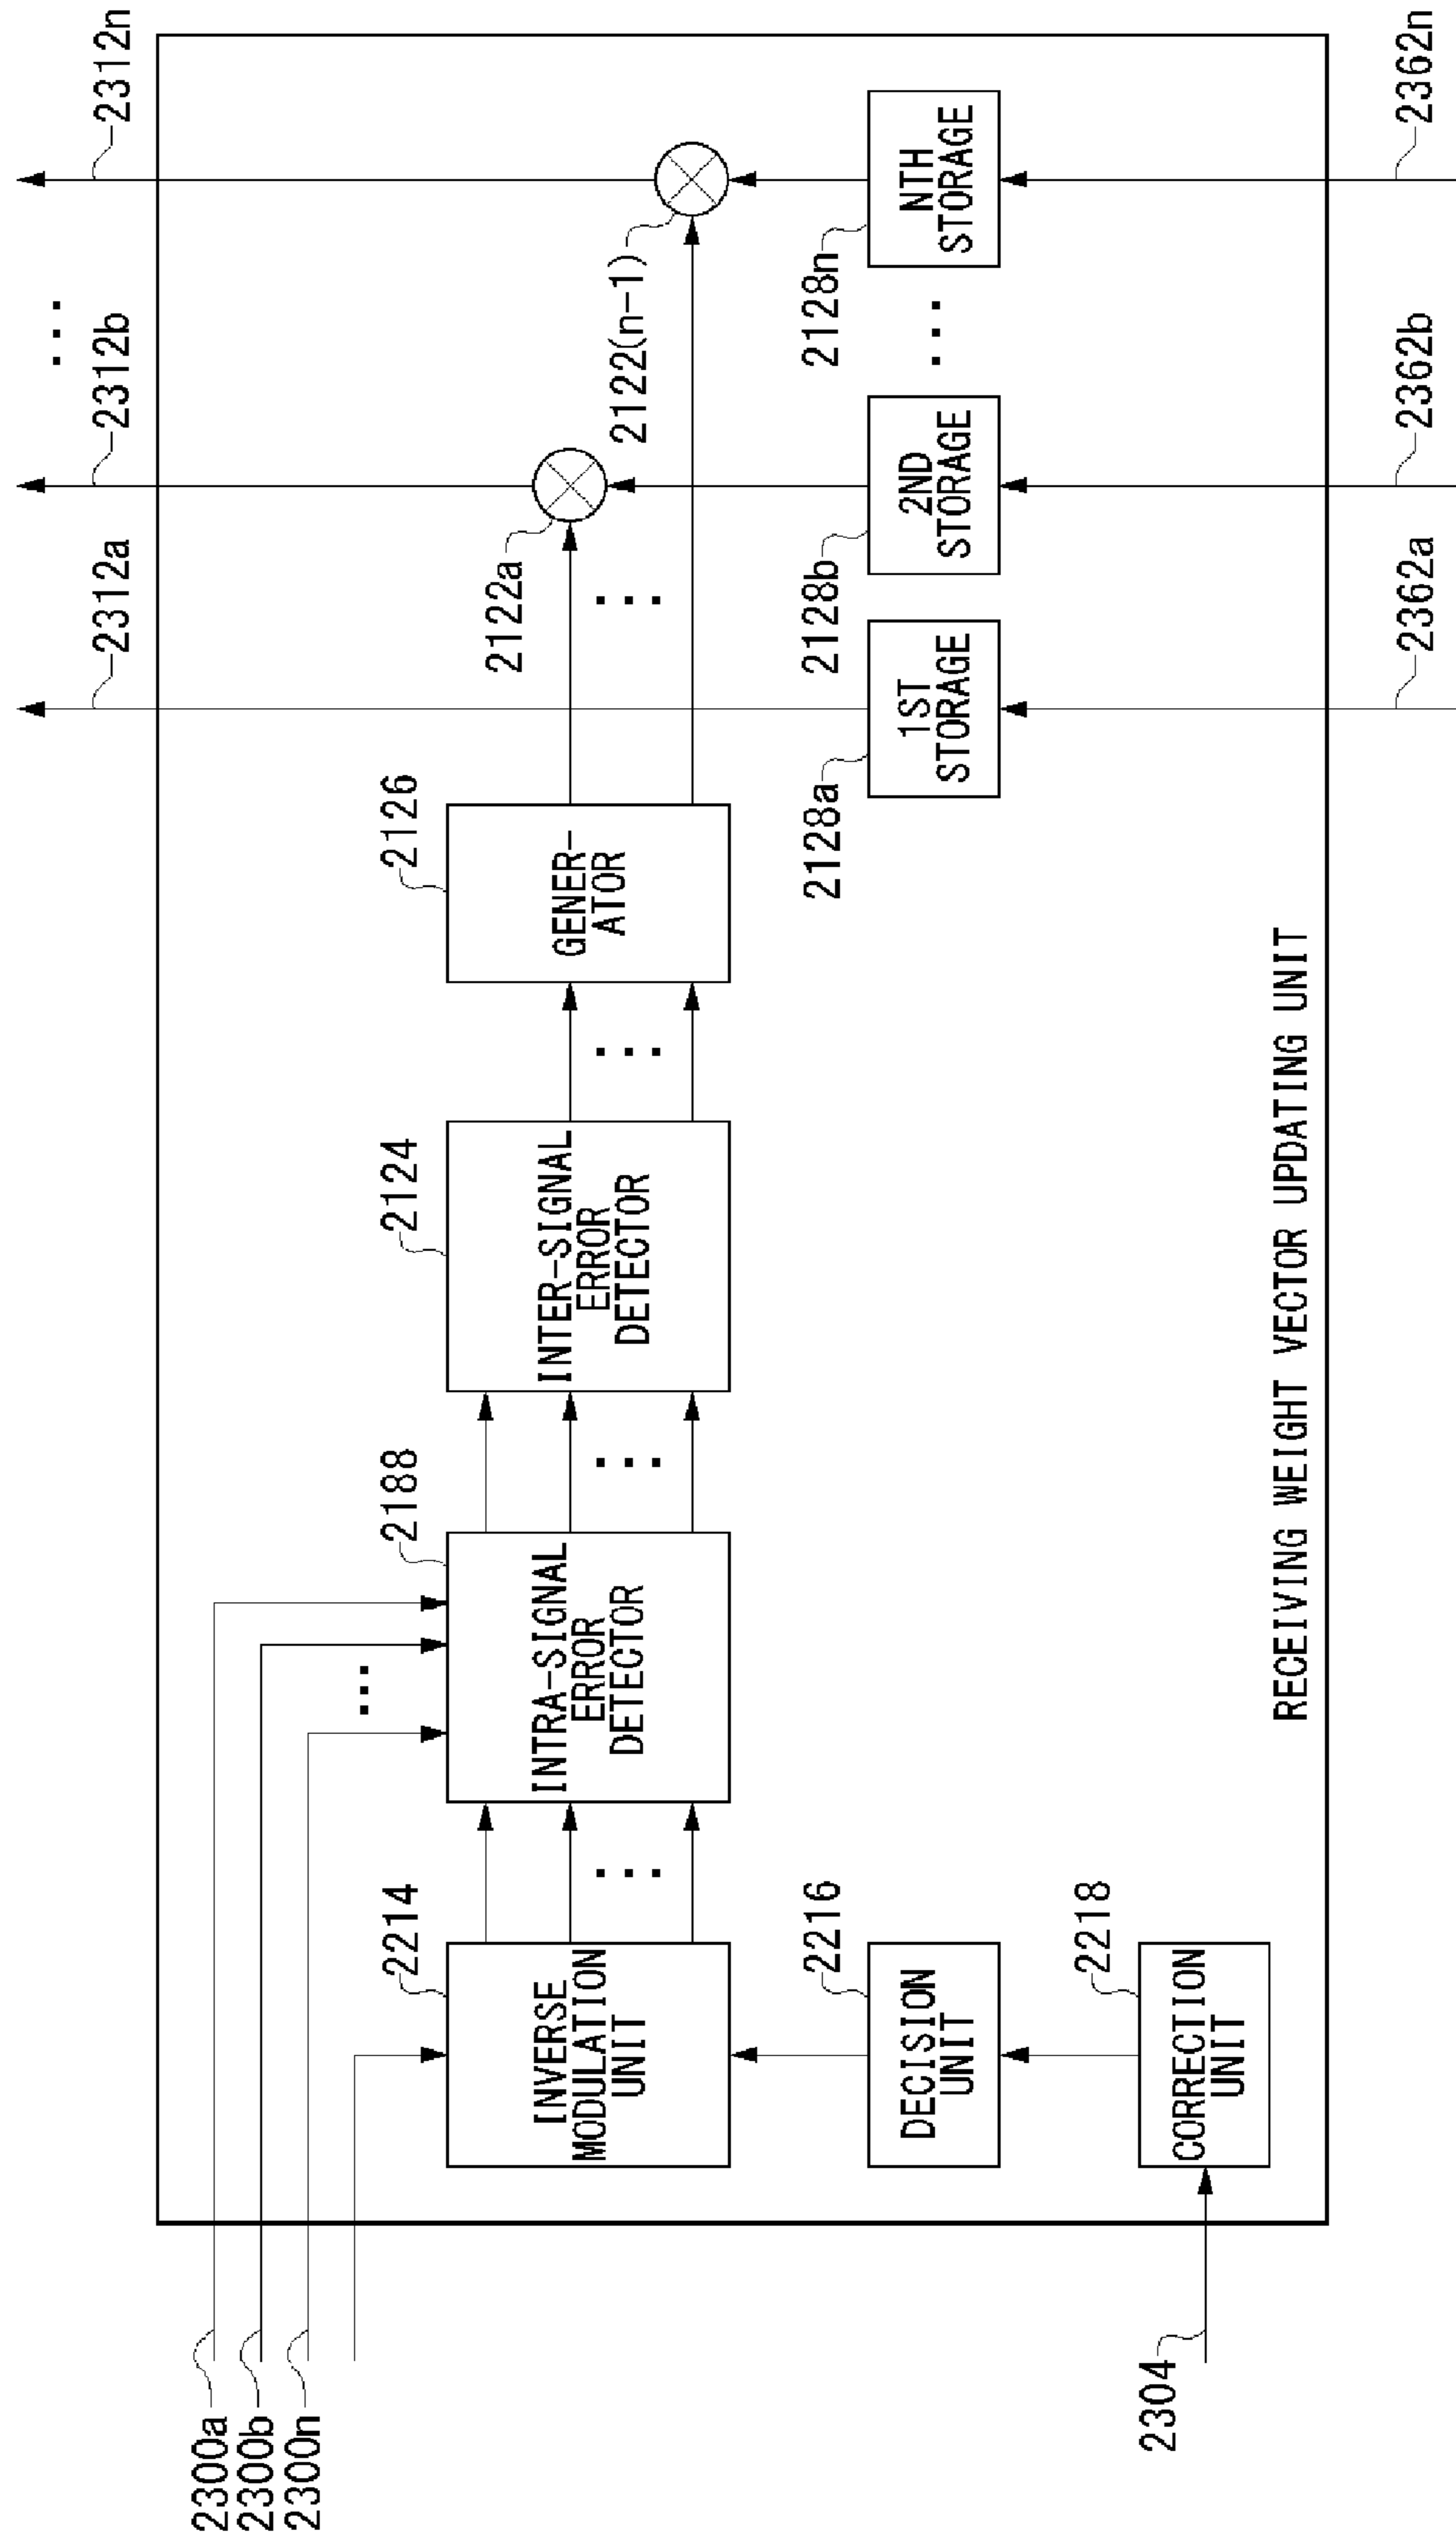 2300a
2300b
2300n
2304
INVERSE
MODULATION
UNIT
2214
DECISION
UNIT
2216
CORRECTION
UNIT
2218
INTRA-SIGNAL
ERROR
DETECTOR
2188
...
...
INTER-SIGNAL
ERROR
DETECTOR
2124
...
GENER-
ATOR
2126
...
...
2122a
2122(n-1)
1ST
STORAGE
2128a
2ND
STORAGE
2128b
...
NTH
STORAGE
2128n
2312a
2312b
...
2312n
2362a
2362b
2362n
RECEIVING WEIGHT VECTOR UPDATING UNIT